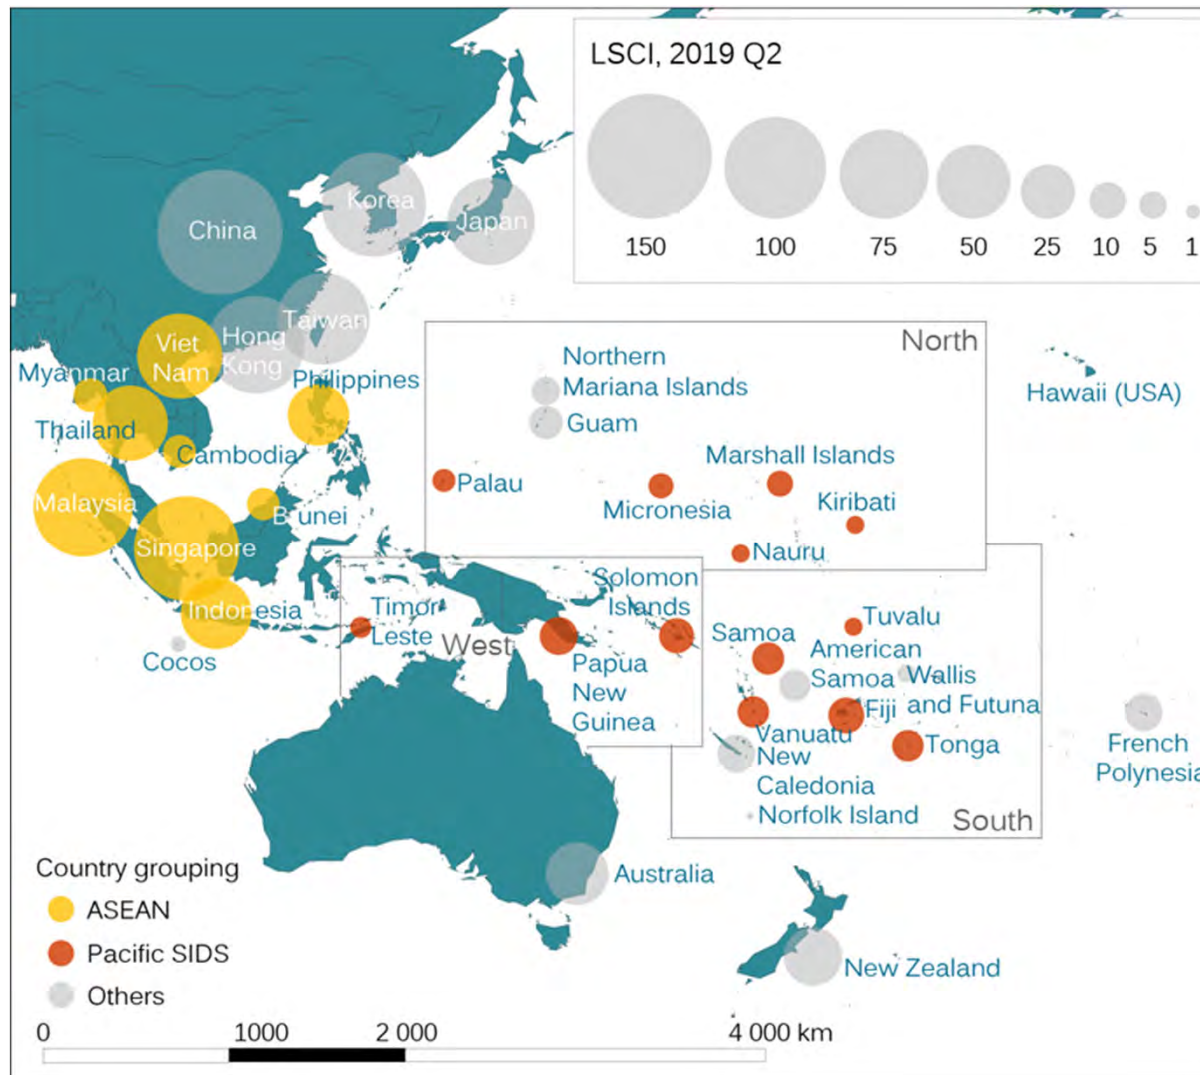 LSCI, 2019 Q2
150
100
75
50
25
10
5
1
China
Korea
Japan
Taiwan
Hong
Kong
Viet
Nam
Myanmar
Philippines
Thailand
Cambodia
Malaysia
Brunei
Singapore
Indonesia
Cocos
North
Northern
Mariana Islands
Guam
Hawaii (USA)
Palau
Marshall Islands
Micronesia
Kiribati
Nauru
Solomon
Islands
Timor
Leste
West
Papua
New
Guinea
Tuvalu
Samoa
American
Samoa
Wallis
and Futuna
Fiji
Vanuatu
Tonga
New
Caledonia
Norfolk Island
South
French
Polynesia
Australia
New Zealand
Country grouping
ASEAN
Pacific SIDS
Others
0
1000
2 000
4 000 km